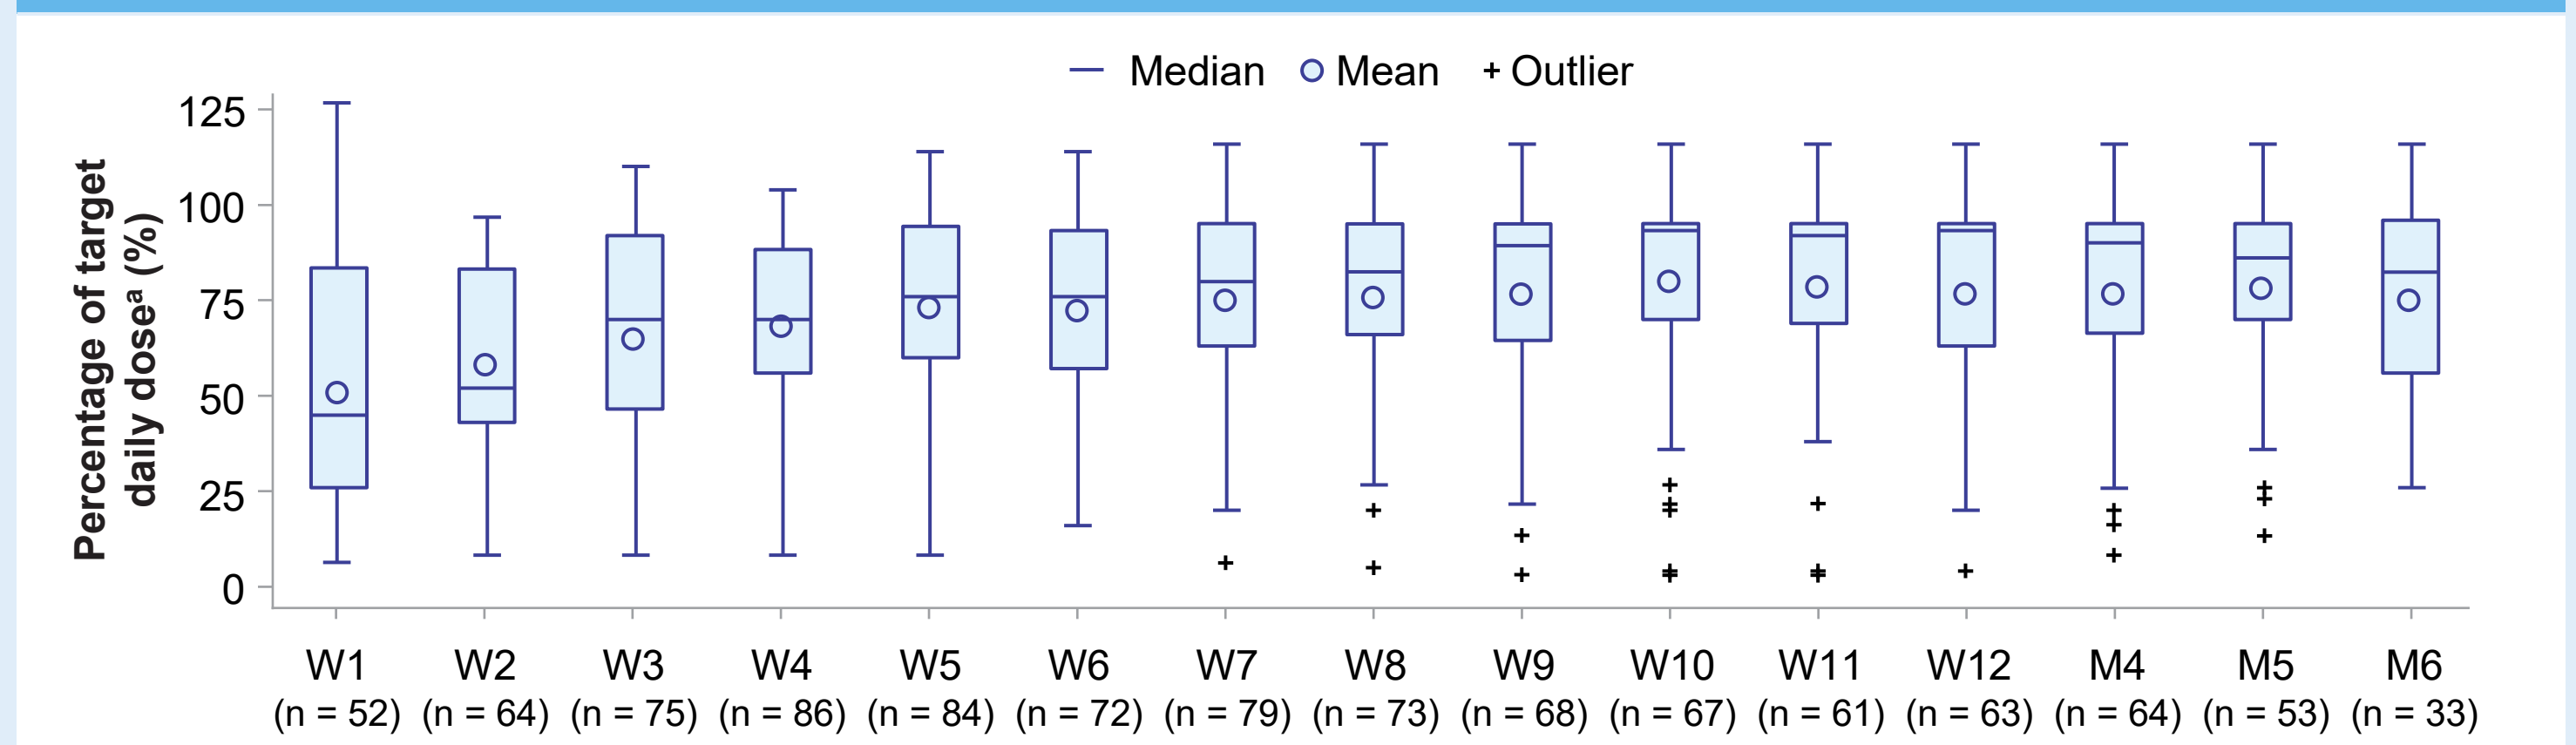 Median Mean Outlier
Percentage of target
daily doseᵃ (%)
125
100
75
50
25
0
W1 W2 W3 W4 W5 W6 W7 W8 W9 W10 W11 W12 M4 M5 M6
(n = 52) (n = 64) (n = 75) (n = 86) (n = 84) (n = 72) (n = 79) (n = 73) (n = 68) (n = 67) (n = 61) (n = 63) (n = 64) (n = 53) (n = 33)